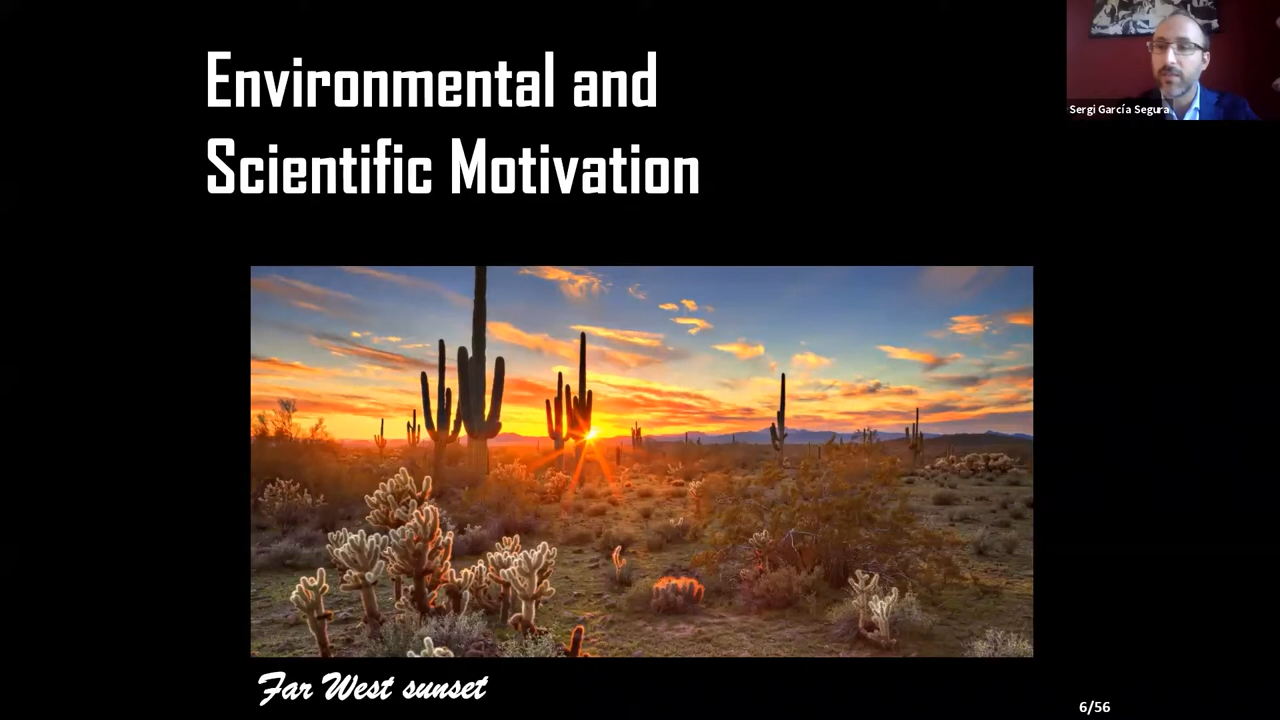 Environmental and
Scientific Motivation
Sergi García Segura
Far West sunset
6/56